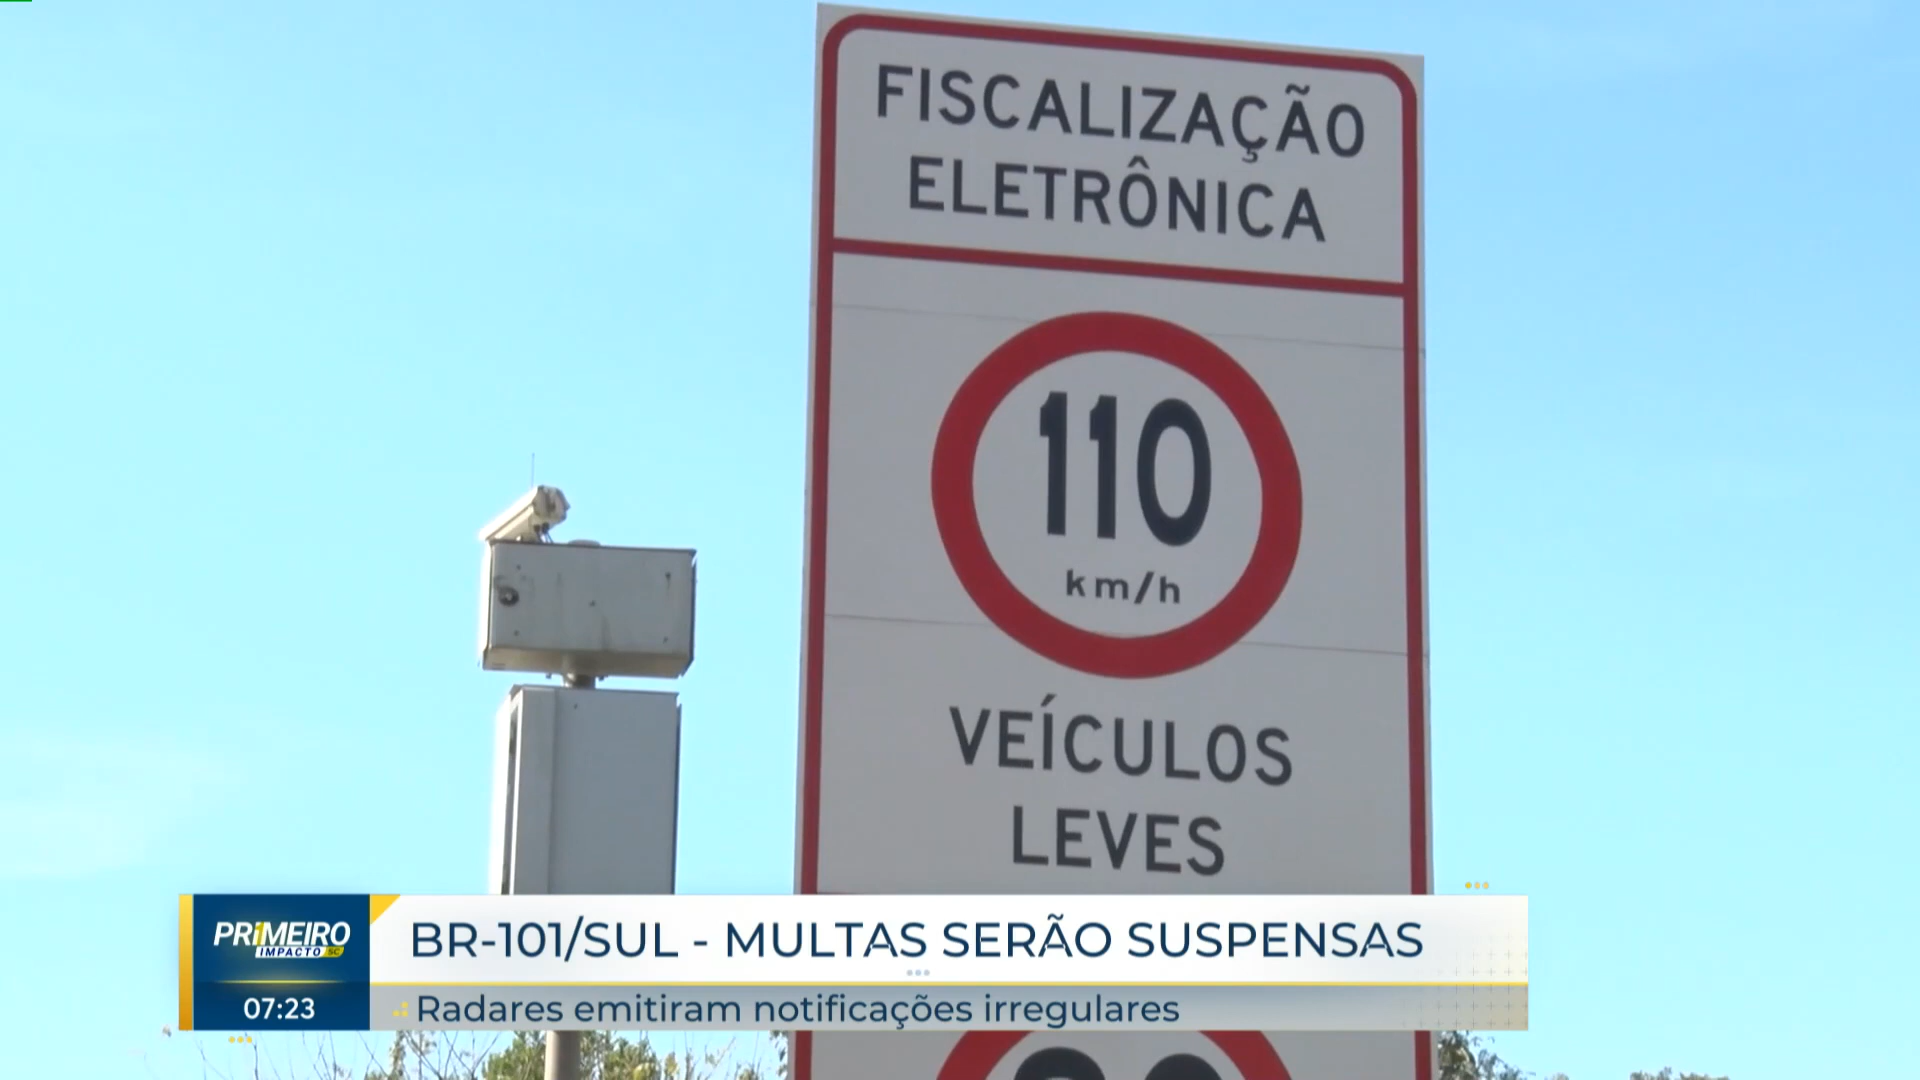 FISCALIZAÇÃO
ELETRÔNICA
110
km/h
VEÍCULOS
LEVES
PRiMEIRO
IMPACTO SC
07:23
BR-101/SUL - MULTAS SERÃO SUSPENSAS
Radares emitiram notificações irregulares